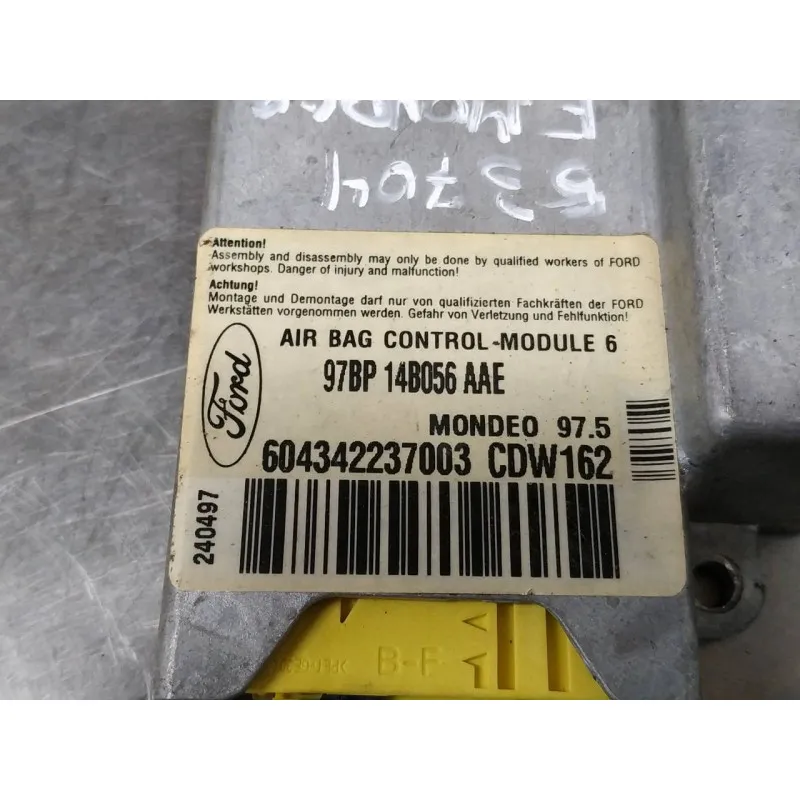 53704
Attention!
Assembly and disassembly may only be done by qualified workers of FORD
workshops. Danger of injury and malfunction!
Achtung!
Montage und Demontage darf nur von qualifizierten Fachkräften der FORD
Werkstätten vorgenommen werden. Gefahr von Verletzung und Fehlfunktion!
Ford
AIR BAG CONTROL-MODULE 6
97BP 14B056 AAE
MONDEO 97.5
604342237003 CDW162
240497
B-F